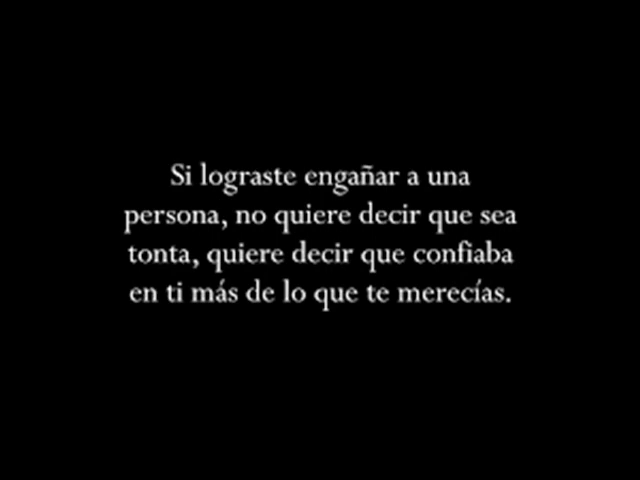 Si lograste engañar a una
persona, no quiere decir que sea
tonta, quiere decir que confiaba
en ti más de lo que te merecías.